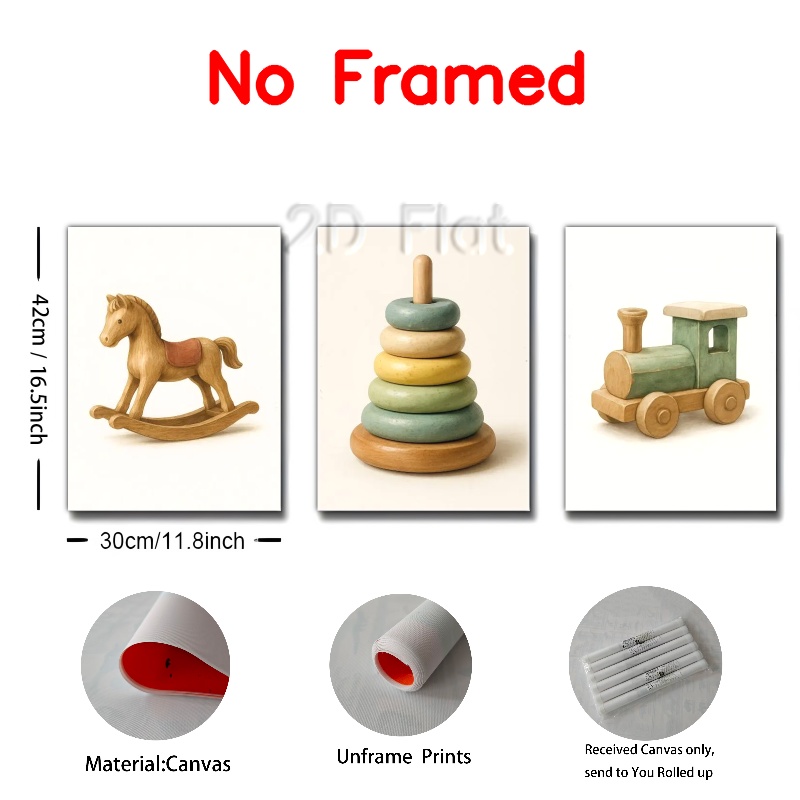 No Framed
2D Flat
42cm / 16.5inch
30cm/11.8inch
Material:Canvas
Unframe Prints
Received Canvas only,
send to You Rolled up